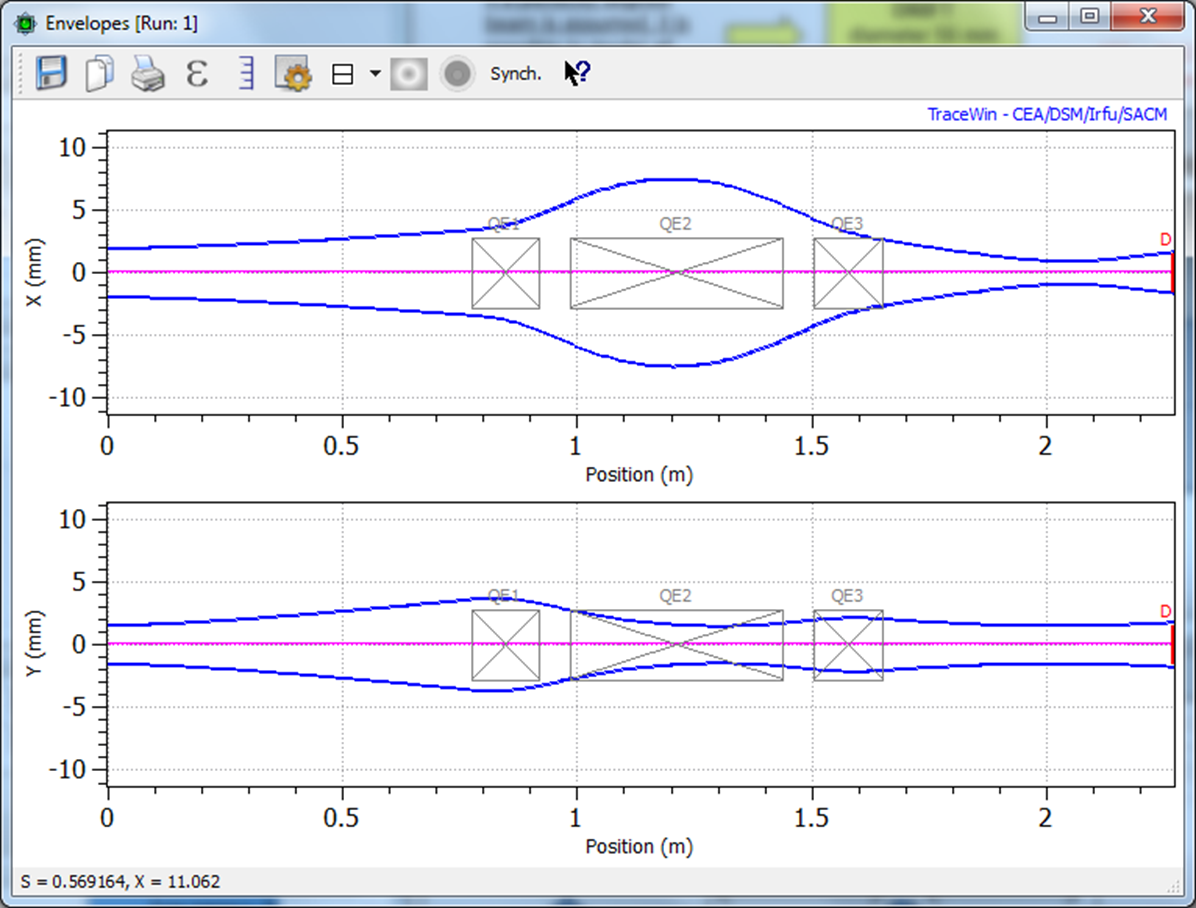 Envelopes [Run: 1]
ε Synch. ?
TraceWin - CEA/DSM/Irfu/SACM
10
5
0
-5
-10
X (mm)
QE1 QE2 QE3 D
0 0.5 1 1.5 2
Position (m)
10
5
0
-5
-10
Y (mm)
QE1 QE2 QE3 D
0 0.5 1 1.5 2
Position (m)
S = 0.569164, X = 11.062